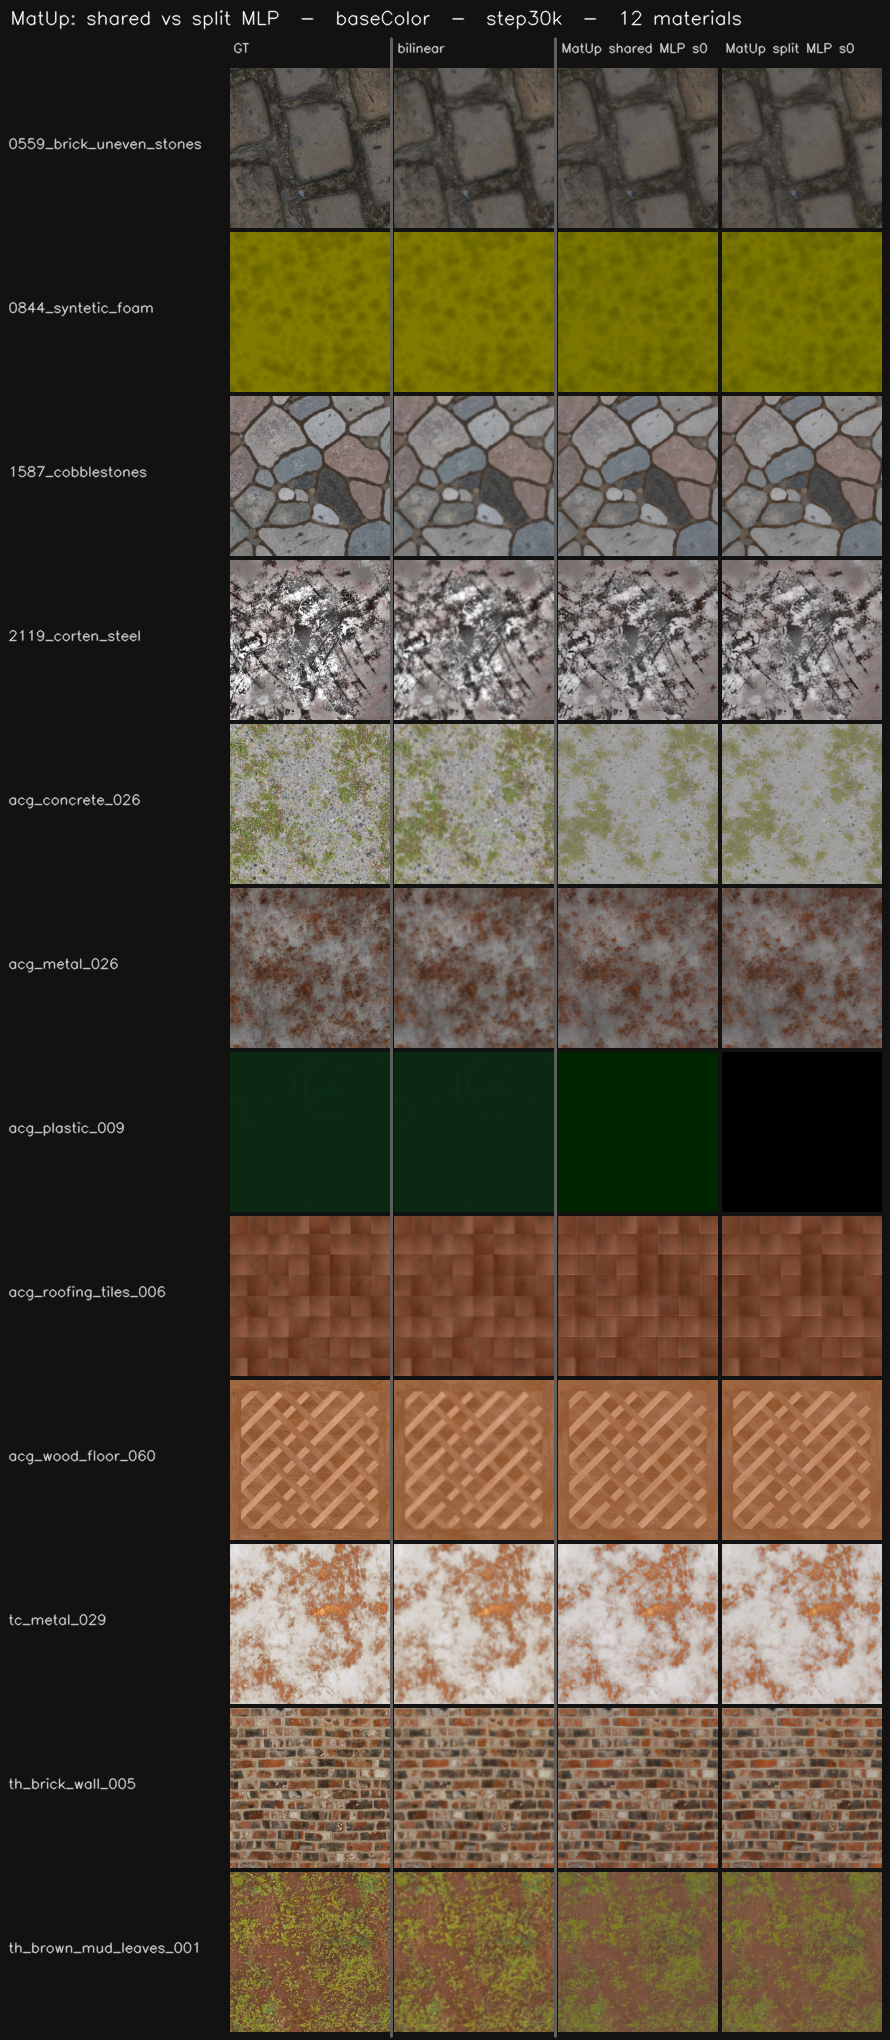 MatUp: shared vs split MLP — baseColor — step30k — 12 materials
GT bilinear MatUp shared MLP s0 MatUp split MLP s0
0559_brick_uneven_stones
0844_syntetic_foam
1587_cobblestones
2119_corten_steel
acg_concrete_026
acg_metal_026
acg_plastic_009
acg_roofing_tiles_006
acg_wood_floor_060
tc_metal_029
th_brick_wall_005
th_brown_mud_leaves_001